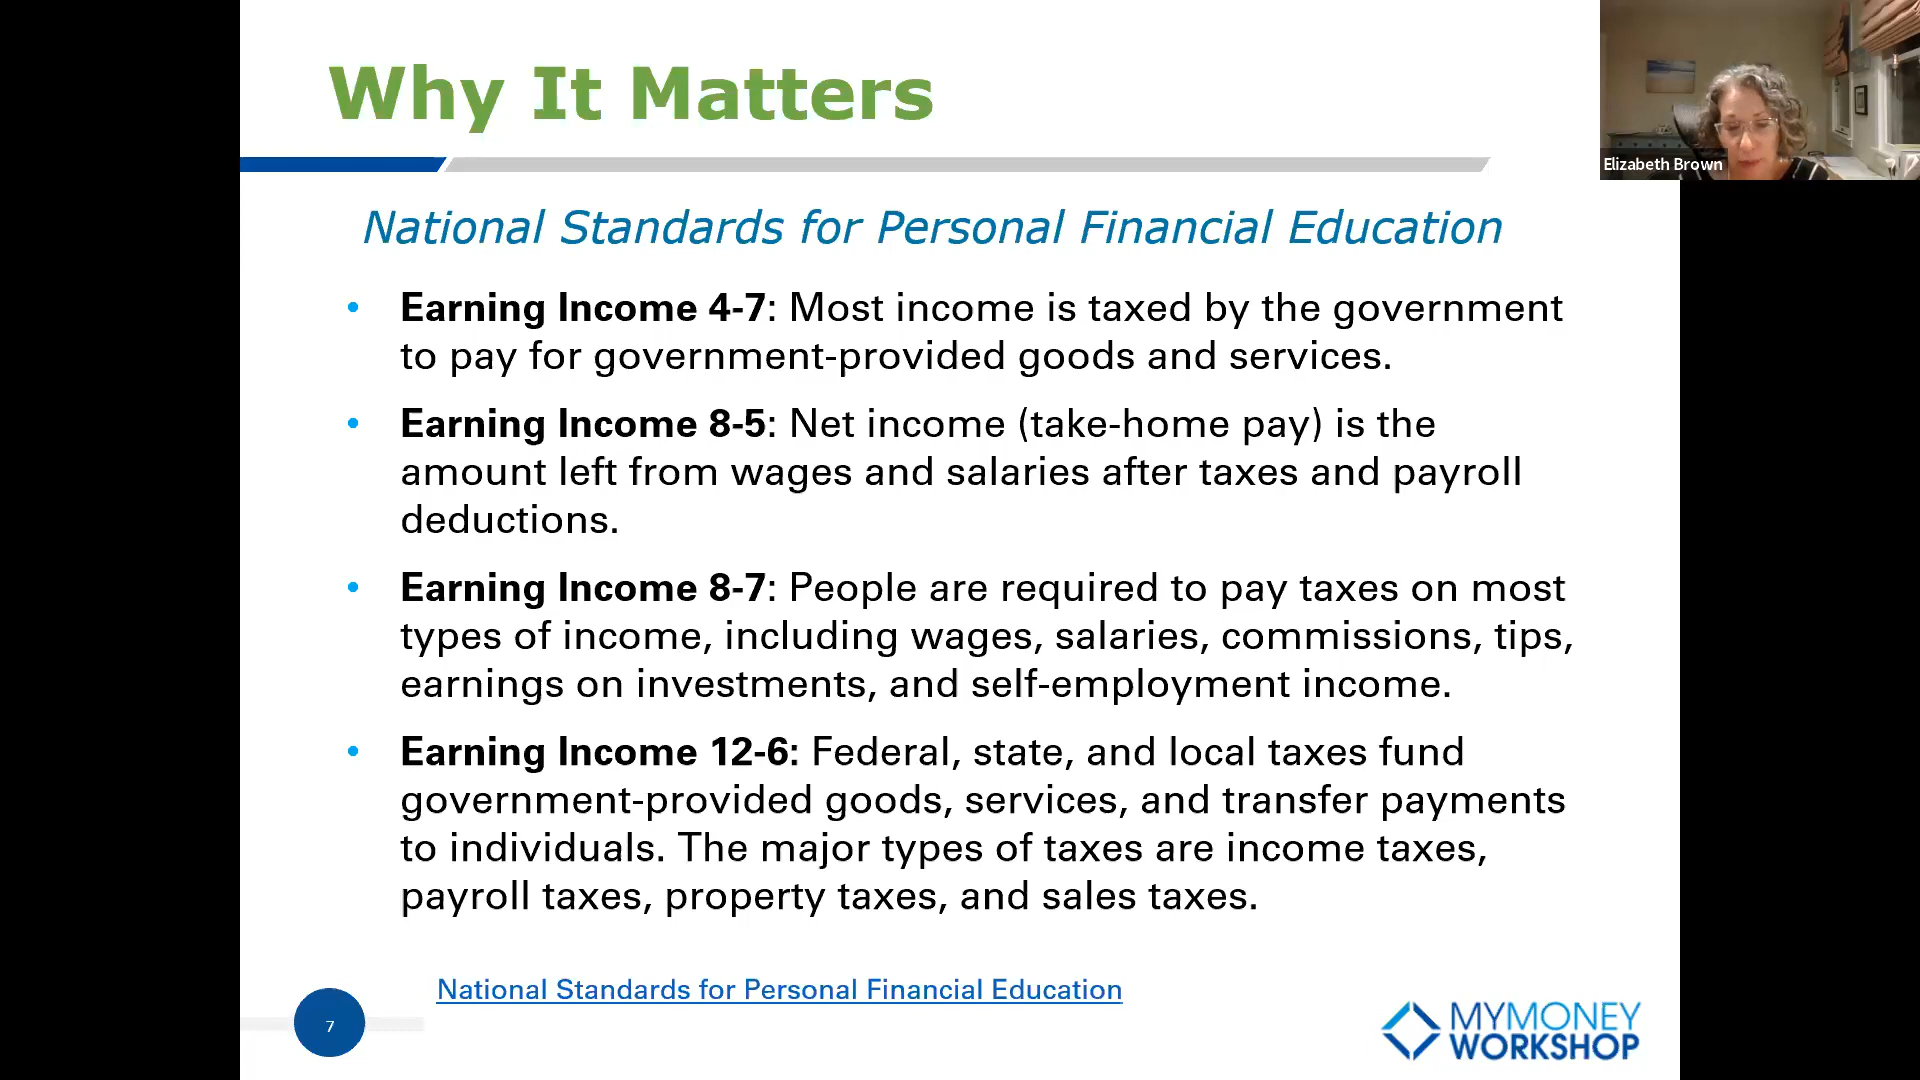 Why It Matters
Elizabeth Brown
National Standards for Personal Financial Education
• Earning Income 4-7: Most income is taxed by the government
to pay for government-provided goods and services.
• Earning Income 8-5: Net income (take-home pay) is the
amount left from wages and salaries after taxes and payroll
deductions.
• Earning Income 8-7: People are required to pay taxes on most
types of income, including wages, salaries, commissions, tips,
earnings on investments, and self-employment income.
• Earning Income 12-6: Federal, state, and local taxes fund
government-provided goods, services, and transfer payments
to individuals. The major types of taxes are income taxes,
payroll taxes, property taxes, and sales taxes.
National Standards for Personal Financial Education
7
MYMONEY
WORKSHOP